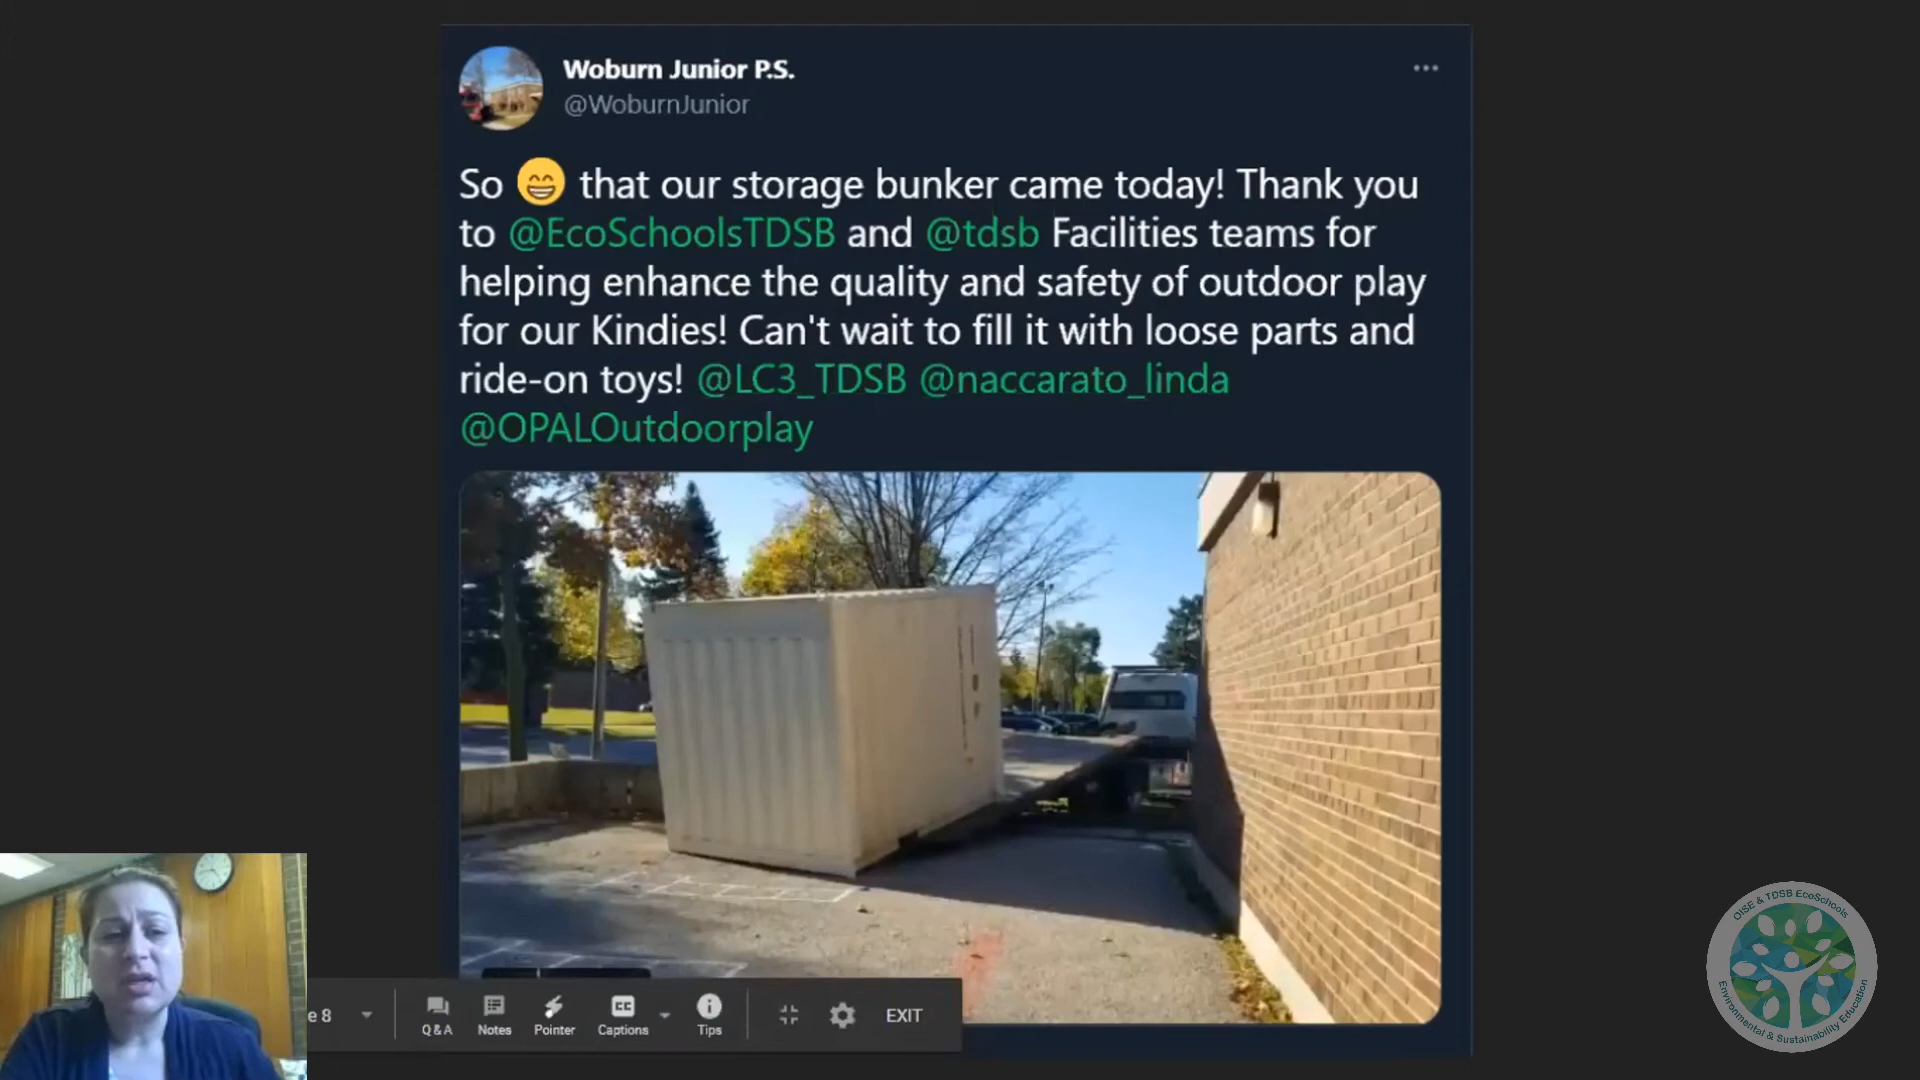 Woburn Junior P.S.
@WoburnJunior
So 😁 that our storage bunker came today! Thank you
to @EcoSchoolsTDSB and @tdsb Facilities teams for
helping enhance the quality and safety of outdoor play
for our Kindies! Can't wait to fill it with loose parts and
ride-on toys! @LC3_TDSB @naccarato_linda
@OPALOutdoorplay
e 8
Q & A
Notes
Pointer
CC
Captions
Tips
EXIT
OISE & TDSB EcoSchools
Environmental & Sustainability Education